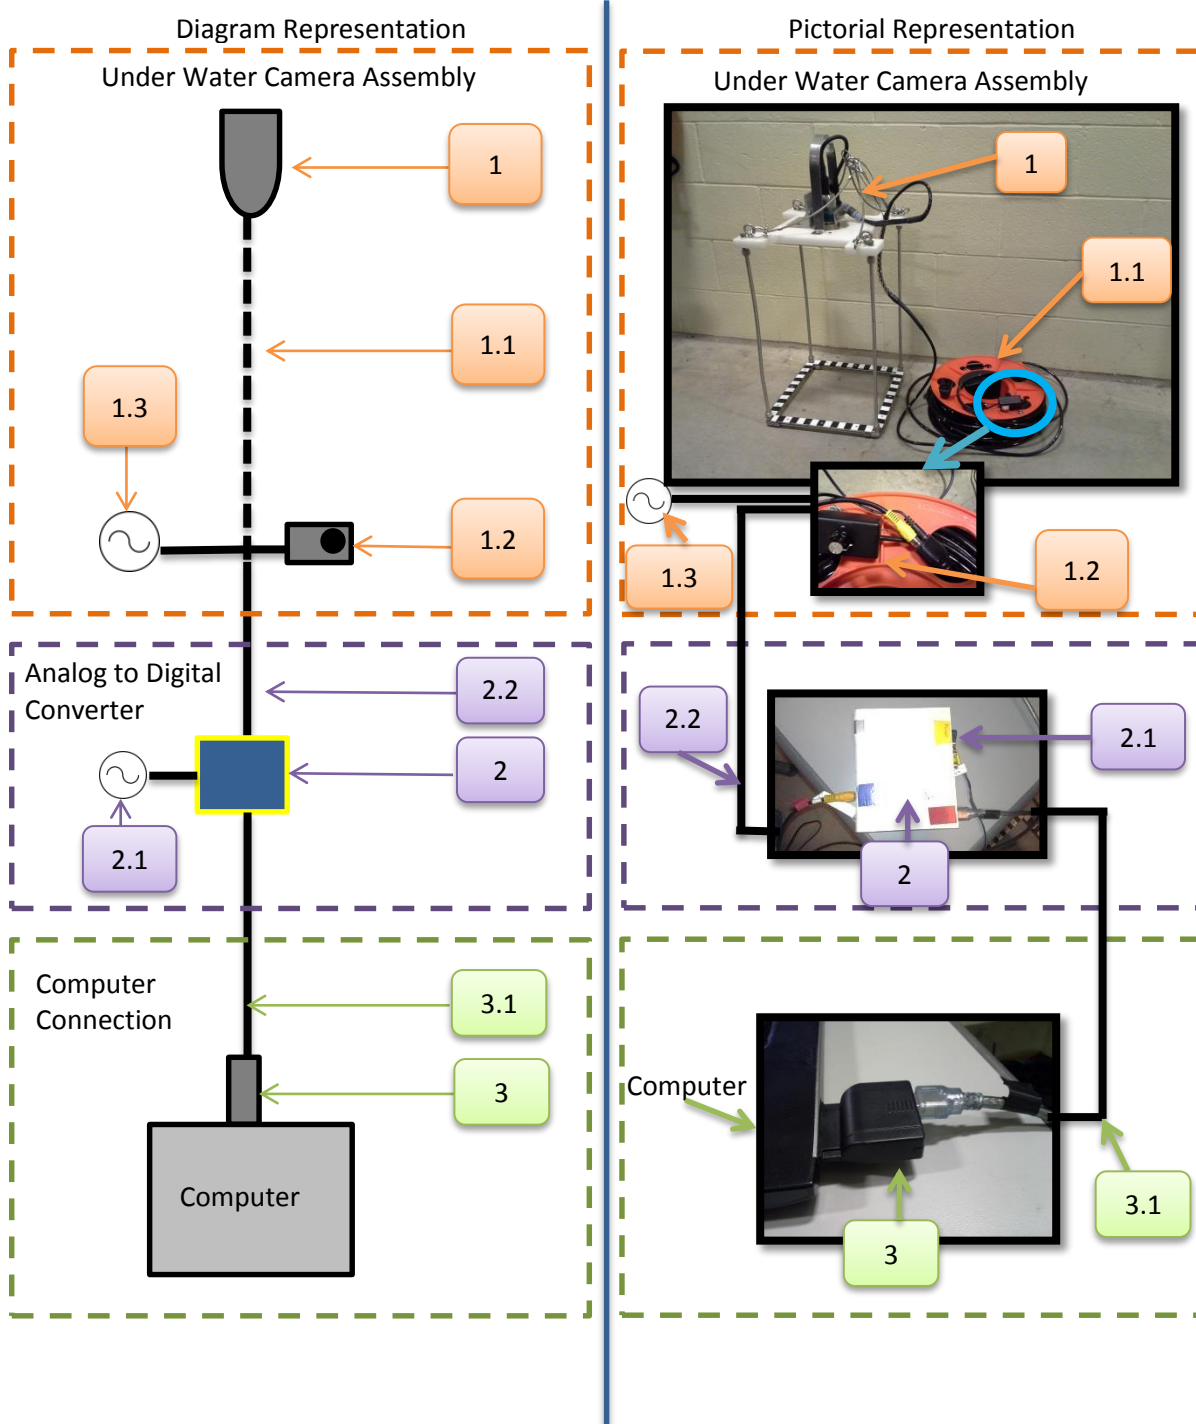 Diagram Representation
Under Water Camera Assembly
1
1.1
1.3
1.2
Analog to Digital
Converter
2.2
2
2.1
Computer
Connection
3.1
3
Computer
Pictorial Representation
Under Water Camera Assembly
1
1.1
1.3
1.2
2.2
2.1
2
Computer
3.1
3